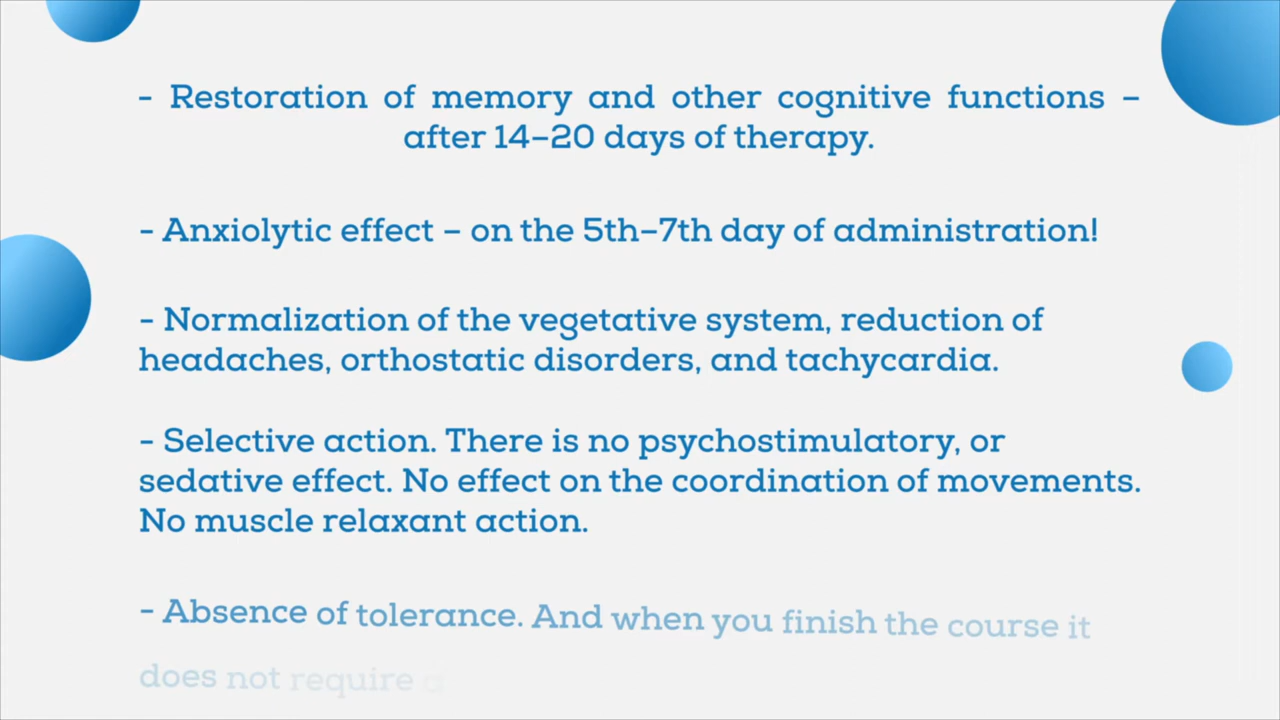 - Restoration of memory and other cognitive functions –
after 14–20 days of therapy.
- Anxiolytic effect – on the 5th–7th day of administration!
- Normalization of the vegetative system, reduction of
headaches, orthostatic disorders, and tachycardia.
- Selective action. There is no psychostimulatory, or
sedative effect. No effect on the coordination of movements.
No muscle relaxant action.
- Absence of tolerance. And when you finish the course it
does not require